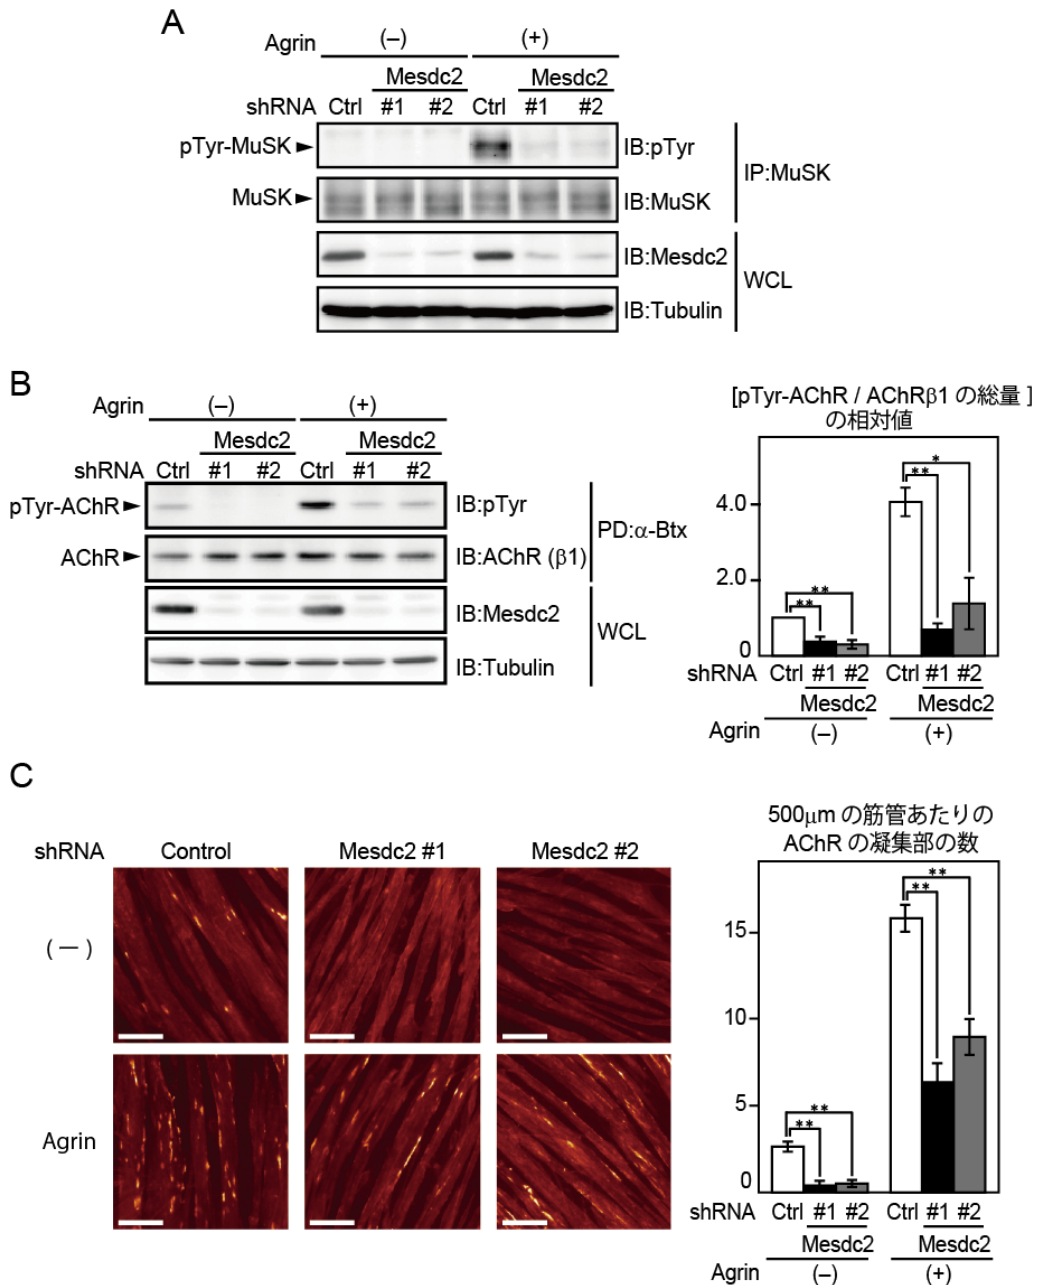 A
Agrin (–) (+)
Mesdc2 Mesdc2
shRNA Ctrl #1 #2 Ctrl #1 #2
pTyr-MuSK IB:pTyr
MuSK IB:MuSK
IP:MuSK
IB:Mesdc2
IB:Tubulin
WCL
B
Agrin (–) (+)
Mesdc2 Mesdc2
shRNA Ctrl #1 #2 Ctrl #1 #2
pTyr-AChR IB:pTyr
AChR IB:AChR (β1)
PD:α-Btx
IB:Mesdc2
IB:Tubulin
WCL
[pTyr-AChR / AChRβ1 の総量 ]
の相対値
4.0
2.0
0
** ** ** *
shRNA Ctrl #1 #2 Ctrl #1 #2
Mesdc2 Mesdc2
Agrin (–) (+)
C
shRNA Control Mesdc2 #1 Mesdc2 #2
( ー )
Agrin
500μm の筋管あたりの
AChR の凝集部の数
15
10
5
0
** ** ** **
shRNA Ctrl #1 #2 Ctrl #1 #2
Mesdc2 Mesdc2
Agrin (–) (+)